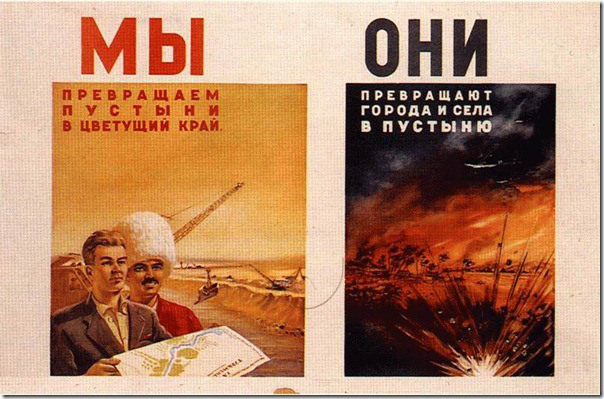 МЫ
ПРЕВРАЩАЕМ
ПУСТЫНИ
В ЦВЕТУЩИЙ КРАЙ.
ОНИ
ПРЕВРАЩАЮТ
ГОРОДА И СЕЛА
В ПУСТЫНЮ